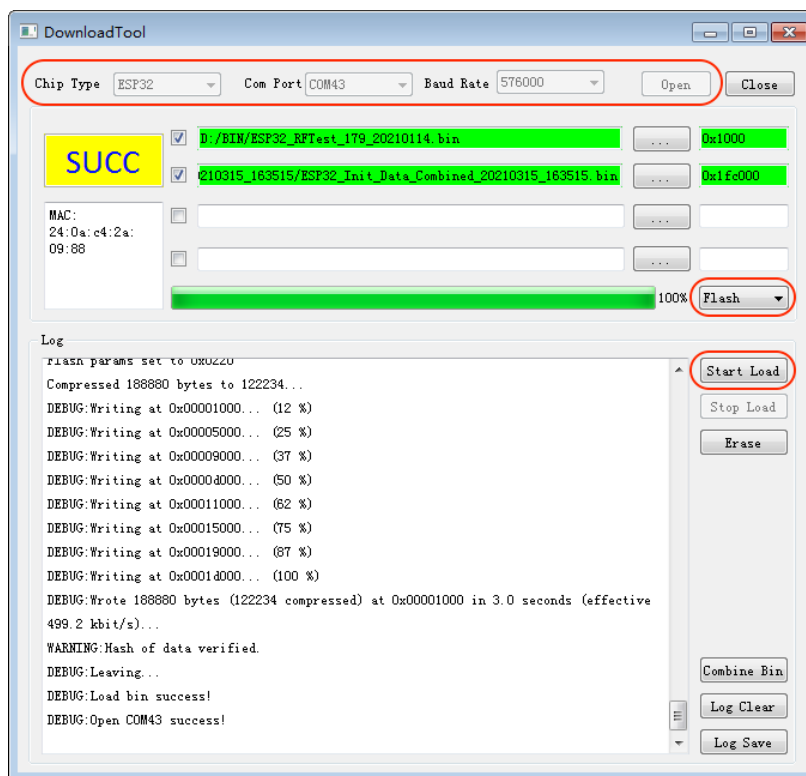 DownloadTool
Chip Type ESP32 Com Port COM43 Baud Rate 576000 Open Close
SUCC
D:/BIN/ESP32_RFTest_179_20210114.bin ... 0x1000
210315_163515/ESP32_Init_Data_Combined_20210315_163515.bin ... 0x1fc000
MAC:
24:0a:c4:2a:
09:88
...
...
100% Flash
Log
Flash params set to 0x0220
Compressed 188880 bytes to 122234...
DEBUG:Writing at 0x00001000... (12 %)
DEBUG:Writing at 0x00005000... (25 %)
DEBUG:Writing at 0x00009000... (37 %)
DEBUG:Writing at 0x0000d000... (50 %)
DEBUG:Writing at 0x00011000... (62 %)
DEBUG:Writing at 0x00015000... (75 %)
DEBUG:Writing at 0x00019000... (87 %)
DEBUG:Writing at 0x0001d000... (100 %)
DEBUG:Wrote 188880 bytes (122234 compressed) at 0x00001000 in 3.0 seconds (effective
499.2 kbit/s)...
WARNING:Hash of data verified.
DEBUG:Leaving...
DEBUG:Load bin success!
DEBUG:Open COM43 success!
Start Load
Stop Load
Erase
Combine Bin
Log Clear
Log Save